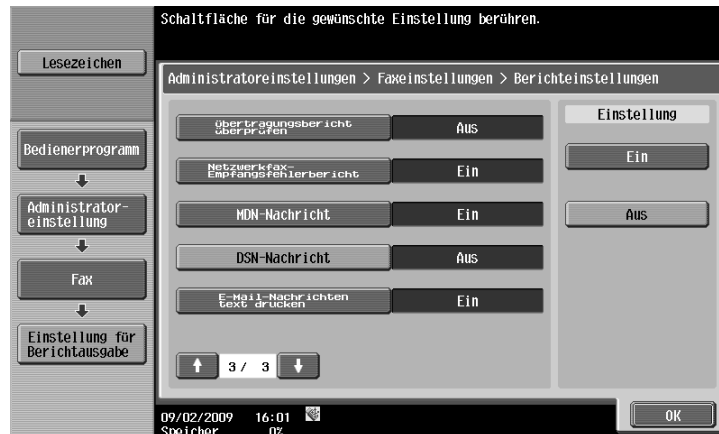 Schaltfläche für die gewünschte Einstellung berühren.
Lesezeichen
Administratoreinstellungen > Faxeinstellungen > Berichteinstellungen
Bedienerprogramm
Administrator-
einstellung
Fax
Einstellung für
Berichtausgabe
Übertragungsbericht
überprüfen
Aus
Netzwerkfax-
Empfangsfehlerbericht
Ein
MDN-Nachricht
Ein
DSN-Nachricht
Aus
E-Mail-Nachrichten
text drucken
Ein
3/ 3
Einstellung
Ein
Aus
09/02/2009 16:01
Speicher 0%
OK